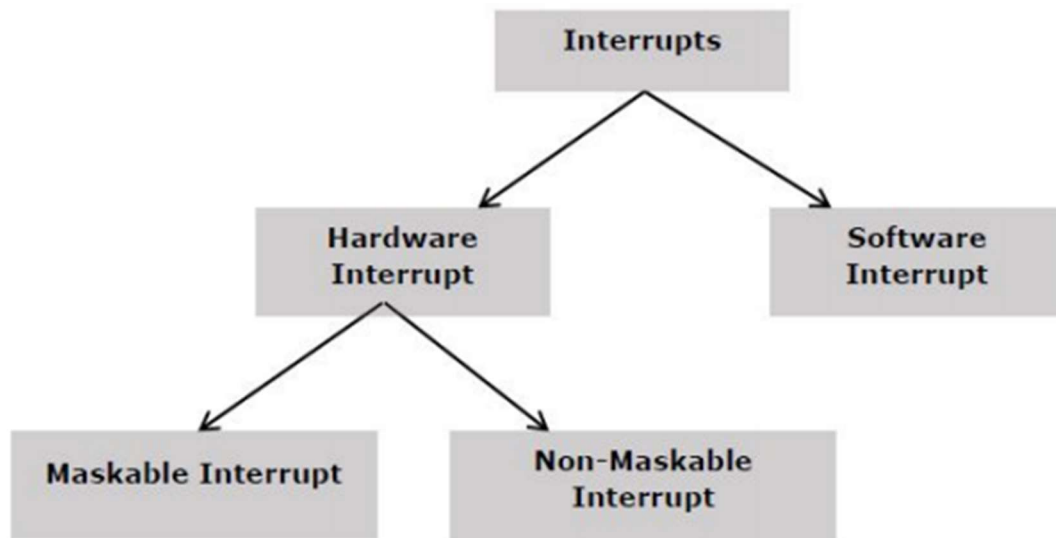 Interrupts
Hardware
Interrupt
Software
Interrupt
Maskable Interrupt
Non-Maskable
Interrupt